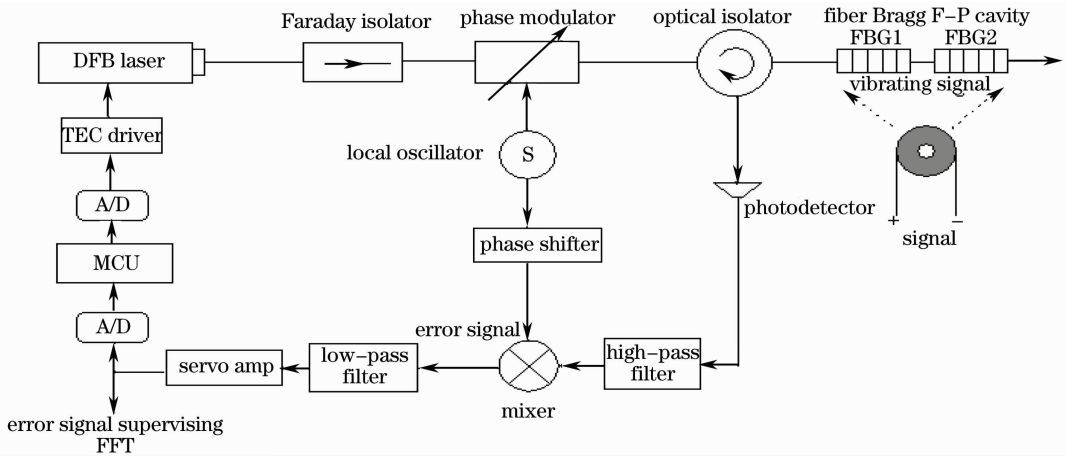 Faraday isolator
phase modulator
optical isolator
fiber Bragg F-P cavity
FBG1
FBG2
DFB laser
vibrating signal
TEC driver
local oscillator
S
A/D
photodetector
+
-
signal
phase shifter
MCU
A/D
error signal
servo amp
low-pass
filter
high-pass
filter
mixer
error signal supervising
FFT